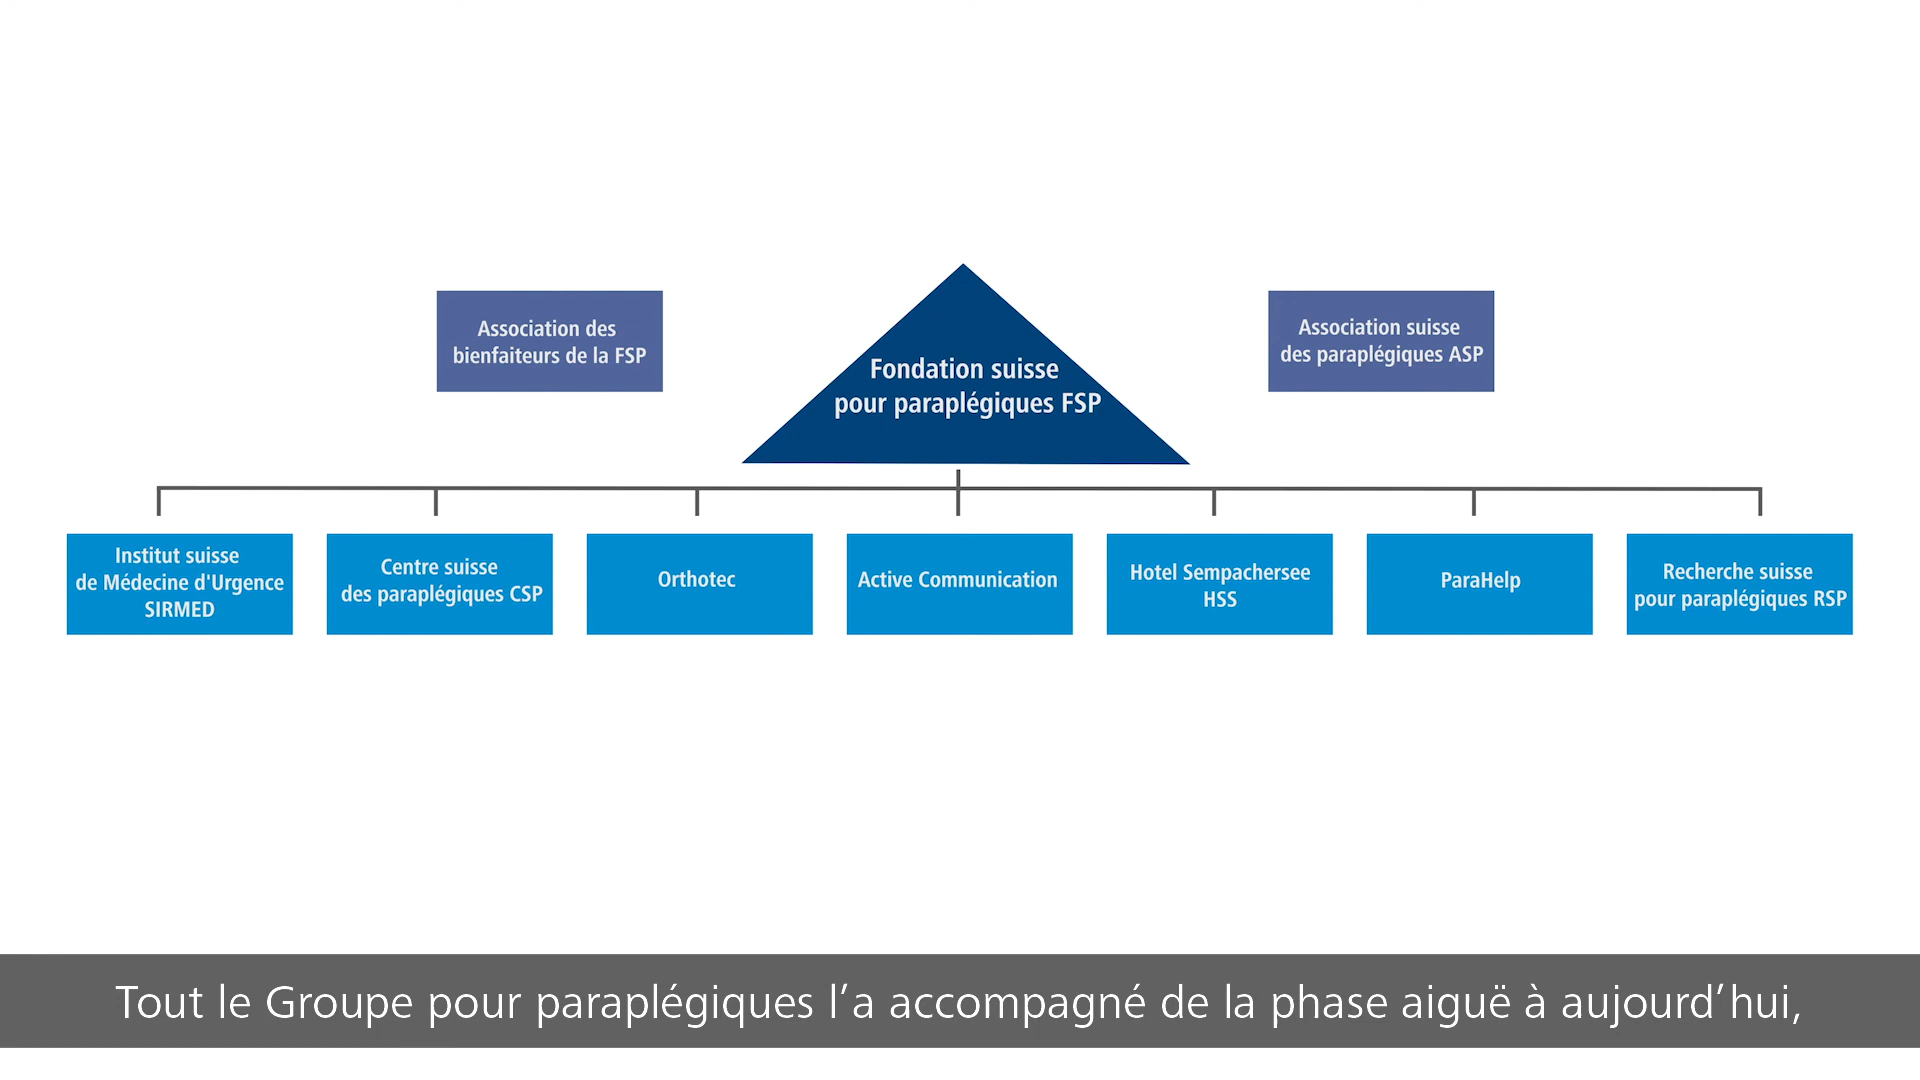 Association des
bienfaiteurs de la FSP
Fondation suisse
pour paraplégiques FSP
Association suisse
des paraplégiques ASP
Institut suisse
de Médecine d'Urgence
SIRMED
Centre suisse
des paraplégiques CSP
Orthotec
Active Communication
Hotel Sempachersee
HSS
ParaHelp
Recherche suisse
pour paraplégiques RSP
Tout le Groupe pour paraplégiques l’a accompagné de la phase aiguë à aujourd’hui,